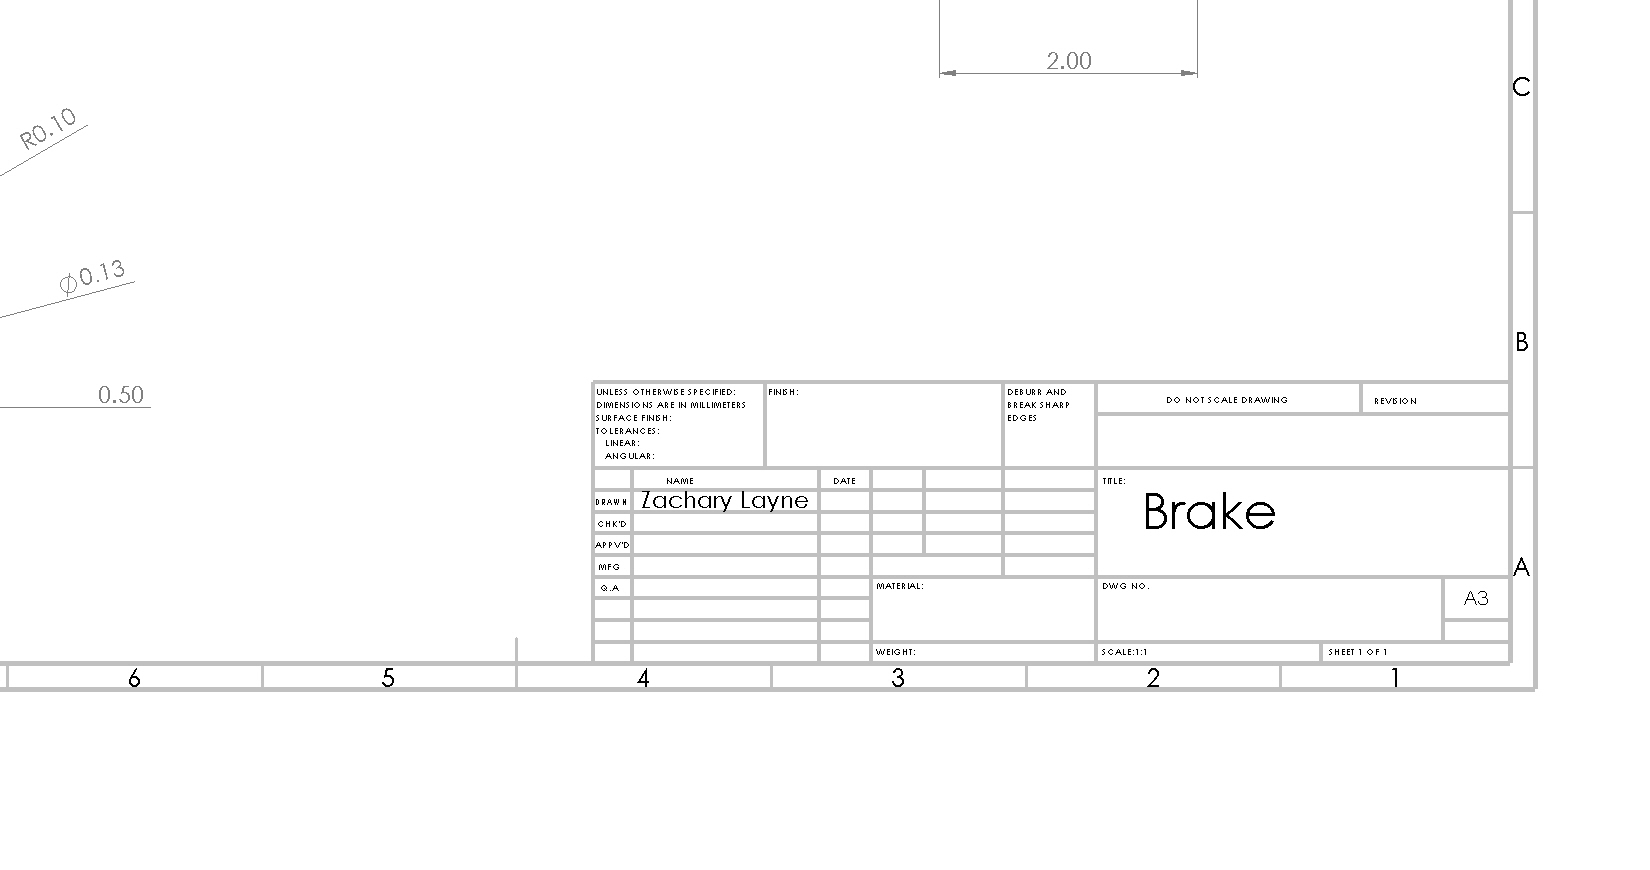 2.00
C
R0.10
Ø0.13
B
0.50
UNLESS OTHERWISE SPECIFIED:
DIMENSIONS ARE IN MILLIMETERS
SURFACE FINISH:
TOLERANCES:
LINEAR:
ANGULAR:
FINISH:
DEBURR AND
BREAK SHARP
EDGES
DO NOT SCALE DRAWING
REVISION
NAME
DATE
DRAWN
Zachary Layne
CHK'D
APPV'D
MFG
Q.A
TITLE:
Brake
A
MATERIAL:
DWG NO.
A3
WEIGHT:
SCALE:1:1
SHEET 1 OF 1
6
5
4
3
2
1